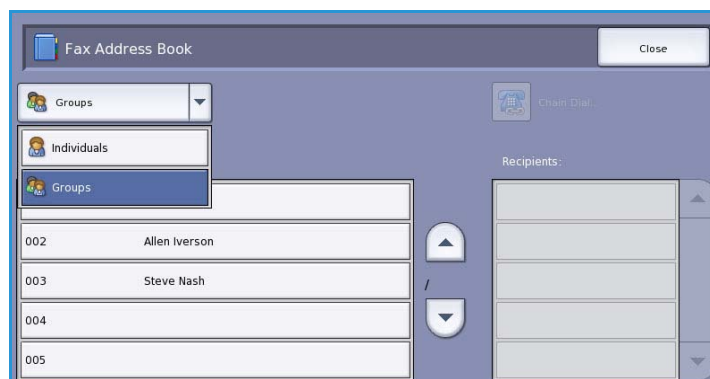 Fax Address Book
Close
Groups
Chain Dial:
Individuals
Groups
Recipients:
002 Allen Iverson
003 Steve Nash
/
004
005